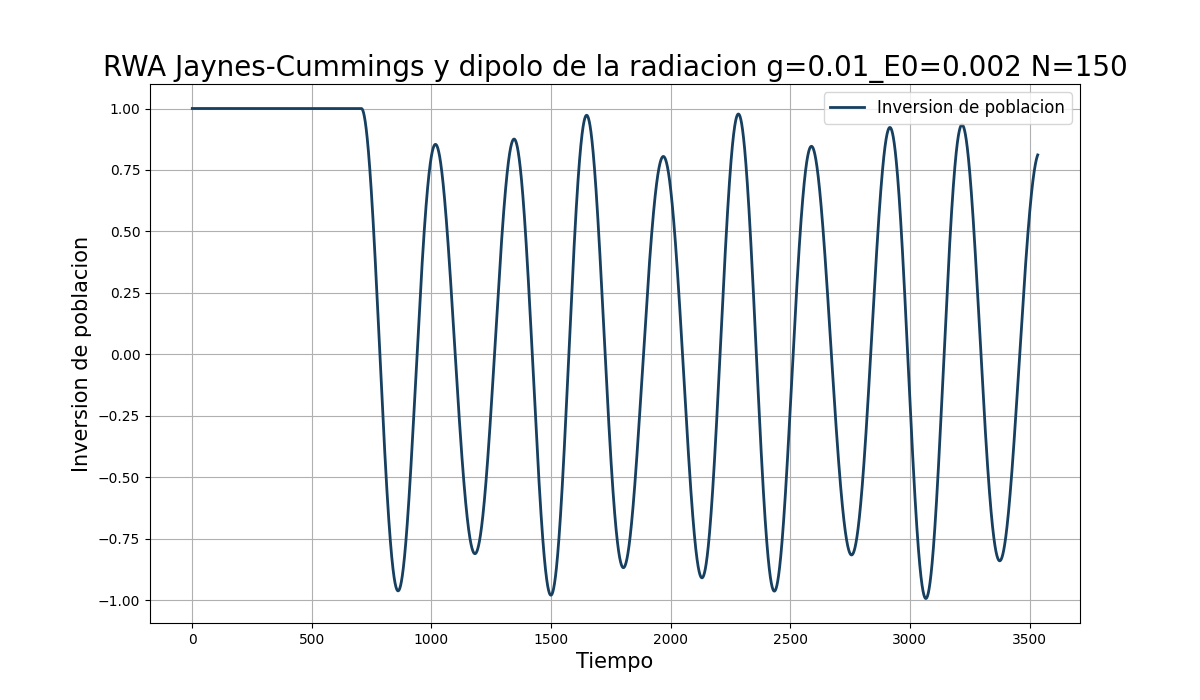 RWA Jaynes-Cummings y dipolo de la radiacion g=0.01_E0=0.002 N=150
Inversion de poblacion
1.00
0.75
0.50
0.25
0.00
−0.25
−0.50
−0.75
−1.00
Inversion de poblacion
0 500 1000 1500 2000 2500 3000 3500
Tiempo